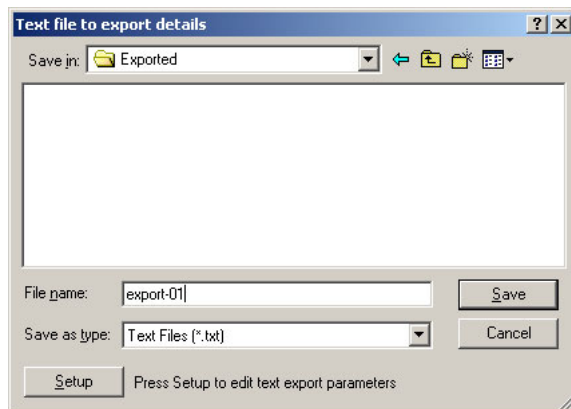 Text file to export details
Save in: Exported
File name: export-01
Save
Save as type: Text Files (*.txt)
Cancel
Setup Press Setup to edit text export parameters